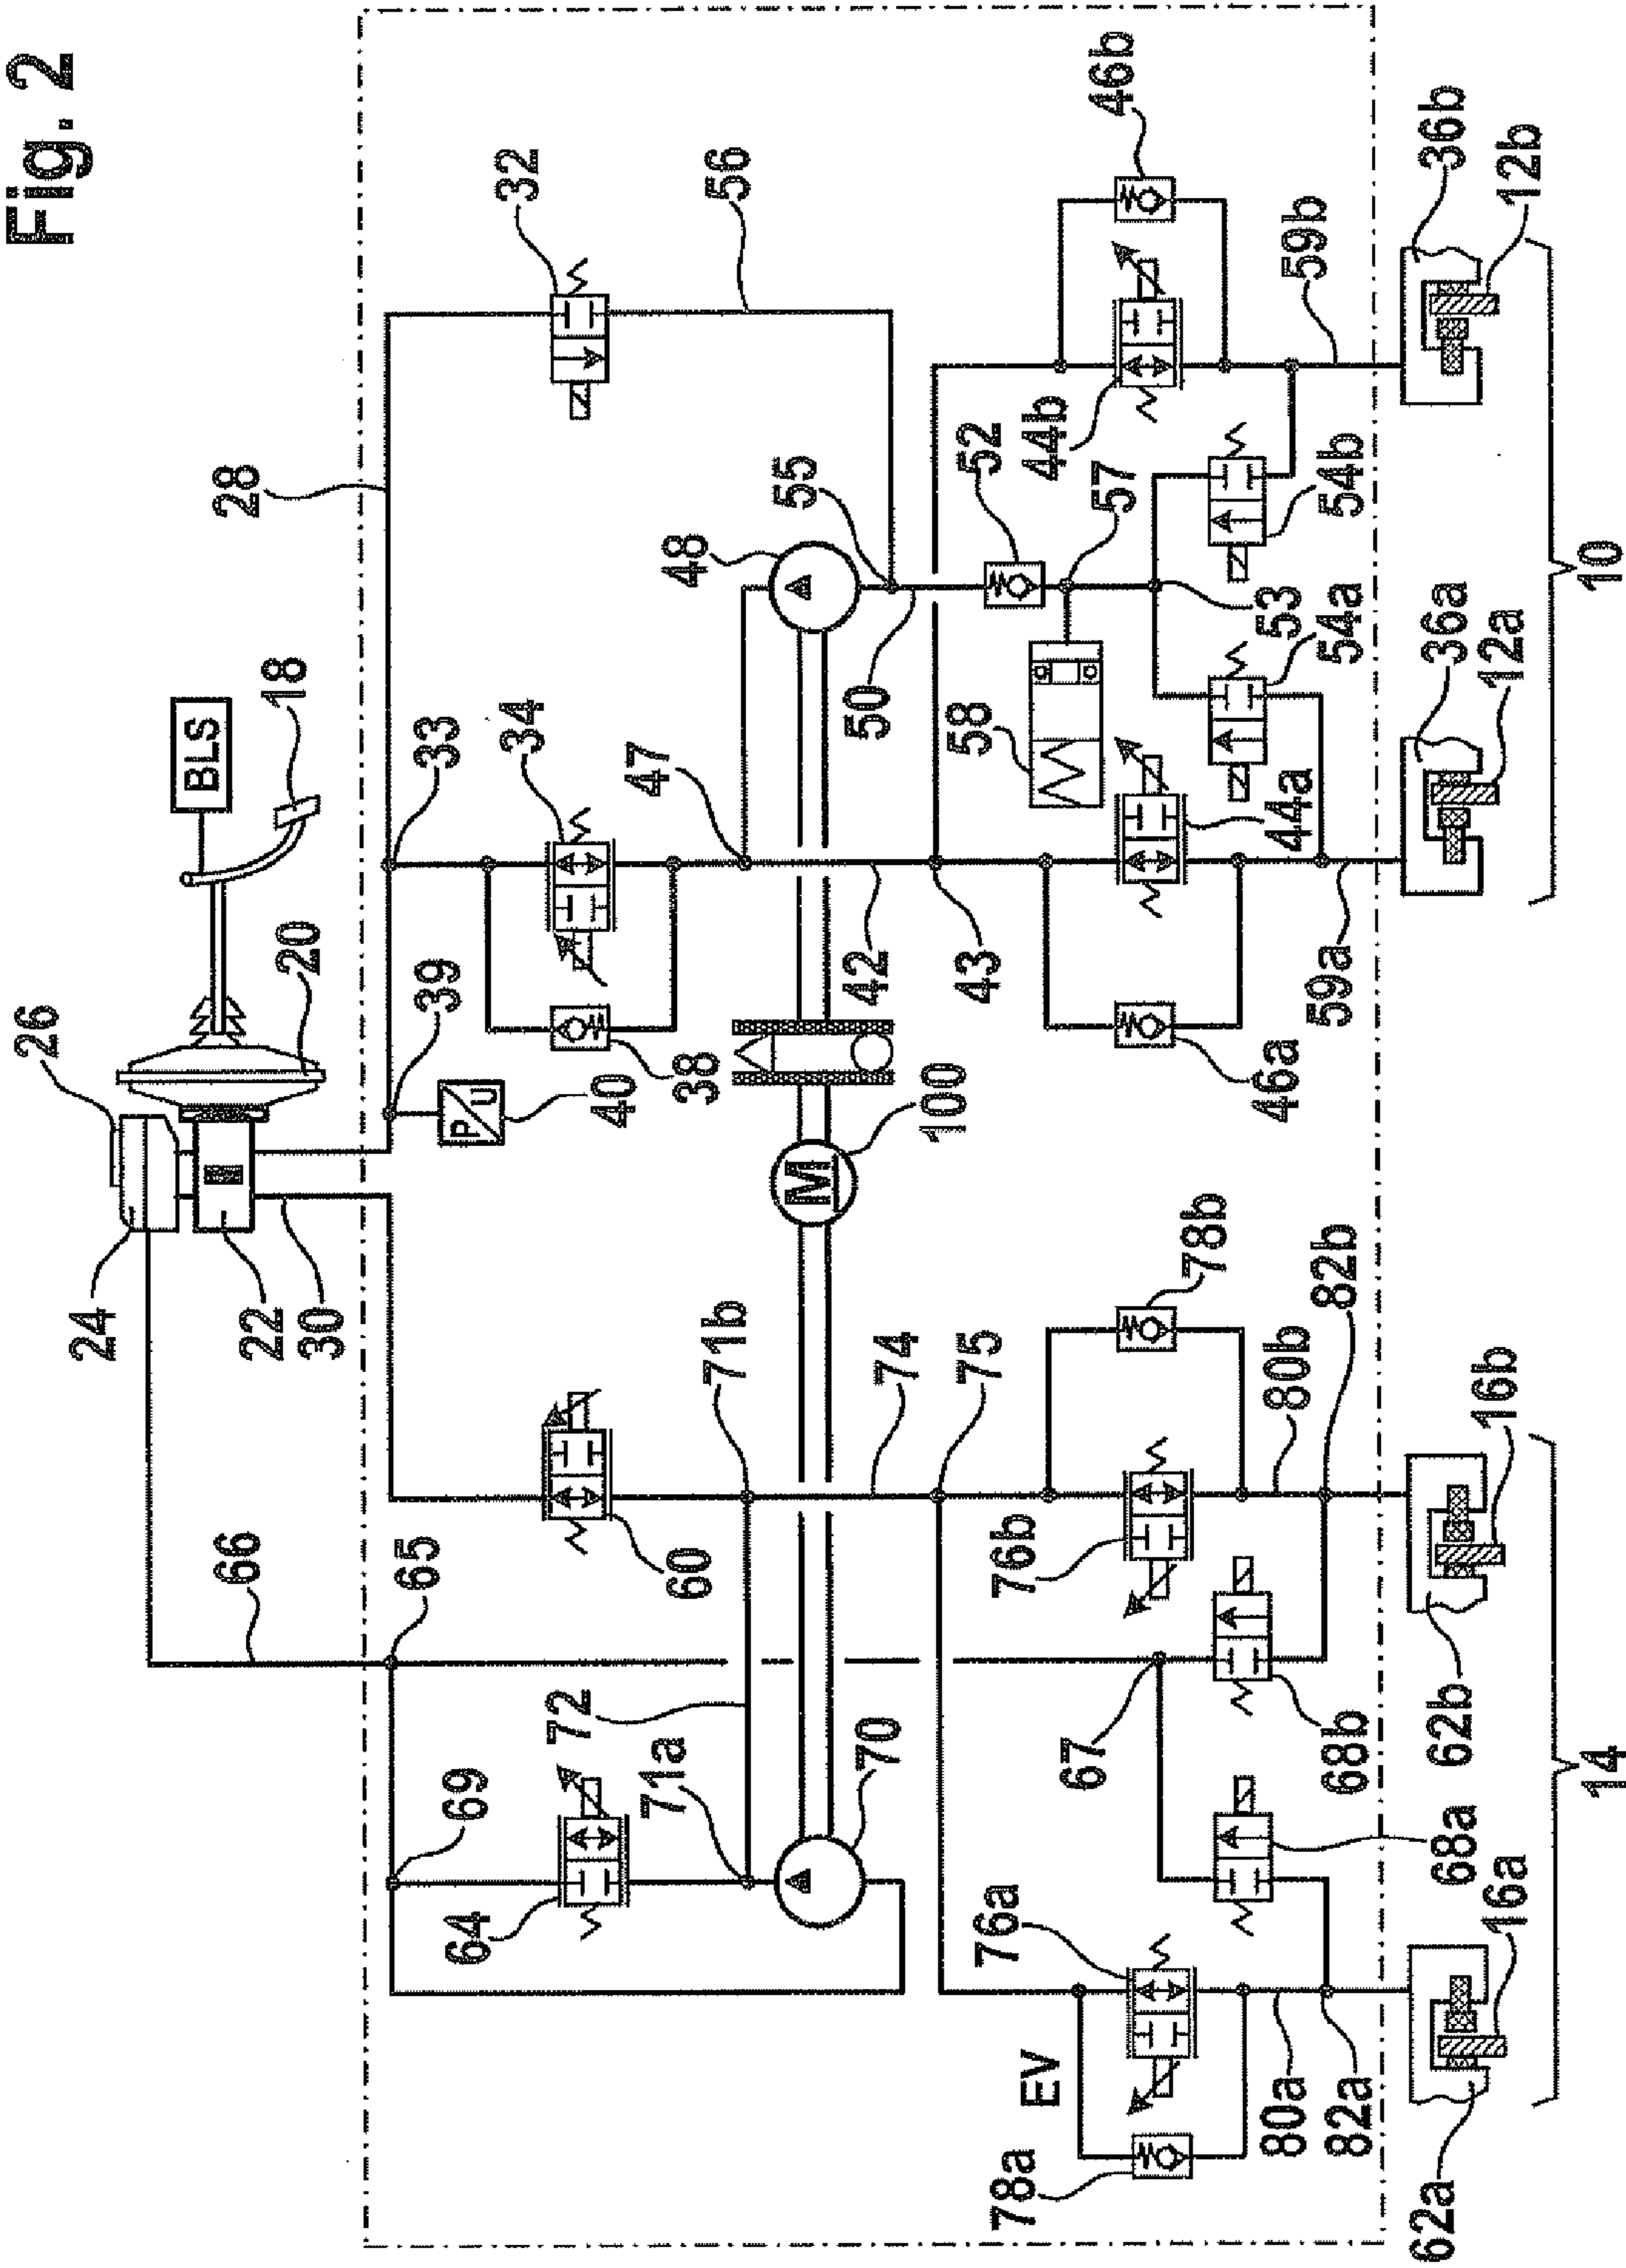 Fig. 2
26
24
22
30
20
BLS
18
28
66
65
39
33
P
U
40
38
34
32
56
60
72
69
64
71a
71b
70
M
100
47
48
55
50
42
43
74
75
52
57
58
53
46b
44b
44a
46a
54a
54b
59a
59b
36a
36b
12a
12b
10
67
76b
76a
78b
78a
EV
68b
68a
80b
80a
82b
82a
62b
62a
16b
16a
14